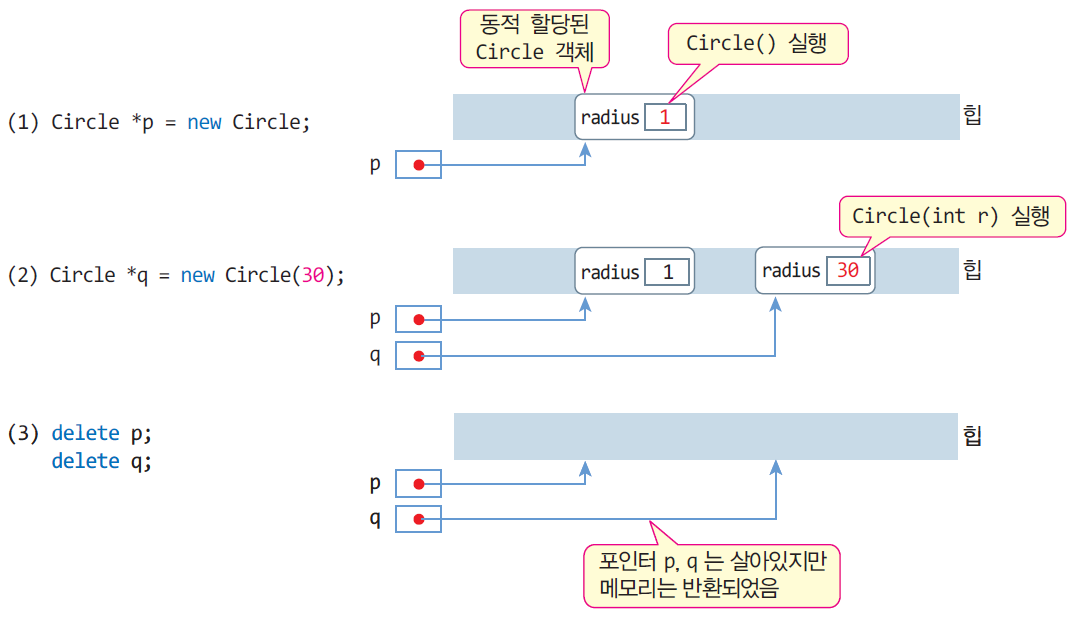 동적 할당된
Circle 객체
Circle() 실행
(1) Circle *p = new Circle;
radius 1
힙
p
Circle(int r) 실행
(2) Circle *q = new Circle(30);
radius 1
radius 30
힙
p
q
(3) delete p;
delete q;
힙
p
q
포인터 p, q 는 살아있지만
메모리는 반환되었음